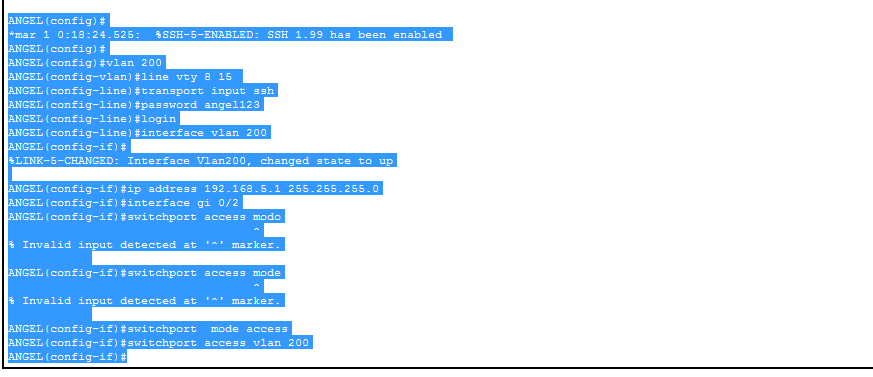 ANGEL(config)#
*mar 1 0:18:24.525:  %SSH-5-ENABLED: SSH 1.99 has been enabled
ANGEL(config)#
ANGEL(config)#vlan 200
ANGEL(config-vlan)#line vty 8 15
ANGEL(config-line)#transport input ssh
ANGEL(config-line)#password angel123
ANGEL(config-line)#login
ANGEL(config-line)#interface vlan 200
ANGEL(config-if)#
%LINK-5-CHANGED: Interface Vlan200, changed state to up
ANGEL(config-if)#ip address 192.168.5.1 255.255.255.0
ANGEL(config-if)#interface gi 0/2
ANGEL(config-if)#switchport access modo
^
% Invalid input detected at '^' marker.
ANGEL(config-if)#switchport access mode
^
% Invalid input detected at '^' marker.
ANGEL(config-if)#switchport  mode access
ANGEL(config-if)#switchport access vlan 200
ANGEL(config-if)#